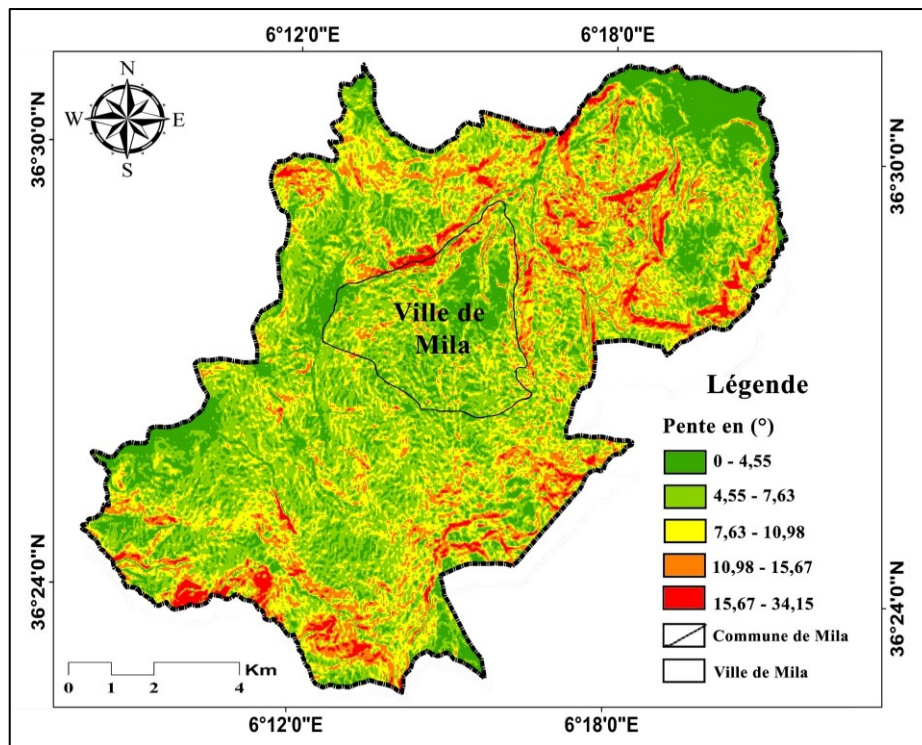 6°12'0"E 6°18'0"E
N
W E
S
36°30'0"N
36°30'0"N
Ville de
Mila
Légende
Pente en (°)
0 - 4,55
4,55 - 7,63
7,63 - 10,98
10,98 - 15,67
15,67 - 34,15
Commune de Mila
Ville de Mila
36°24'0"N
36°24'0"N
Km
0 1 2 4
6°12'0"E 6°18'0"E